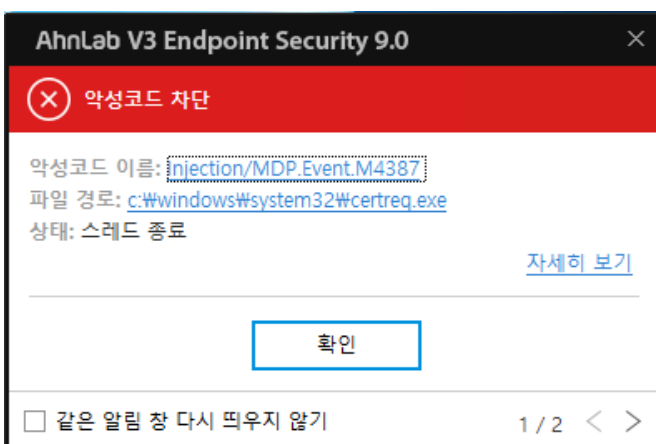 AhnLab V3 Endpoint Security 9.0
악성코드 차단
악성코드 이름: Injection/MDP.Event.M4387
파일 경로: c:₩windows₩system32₩certreq.exe
상태: 스레드 종료
자세히 보기
확인
같은 알림 창 다시 띄우지 않기
1 / 2